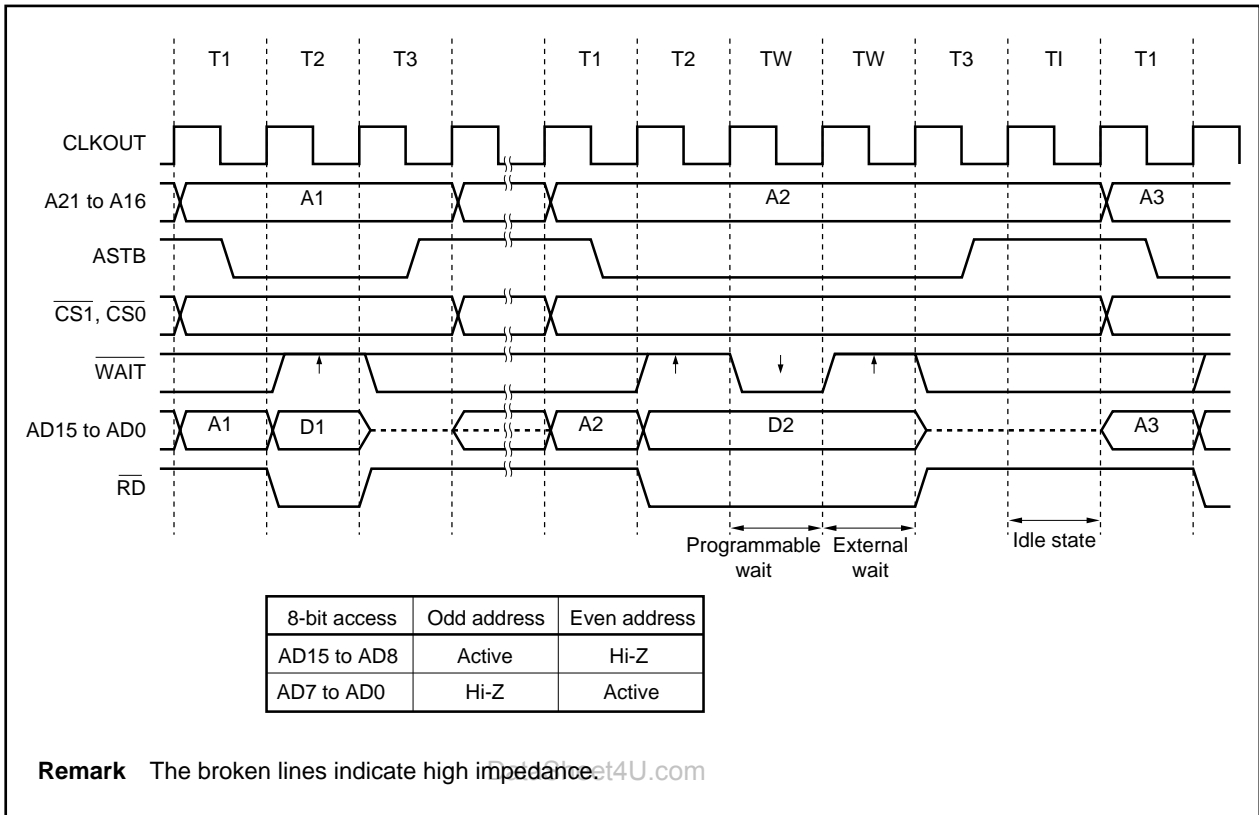 T1 T2 T3 T1 T2 TW TW T3 TI T1
CLKOUT
A21 to A16 A1 A2 A3
ASTB
CS1, CS0
WAIT
AD15 to AD0 A1 D1 A2 D2 A3
RD
Programmable wait
External wait
Idle state
8-bit access Odd address Even address
AD15 to AD8 Active Hi-Z
AD7 to AD0 Hi-Z Active
Remark The broken lines indicate high impedance.
DataSheet4U.com